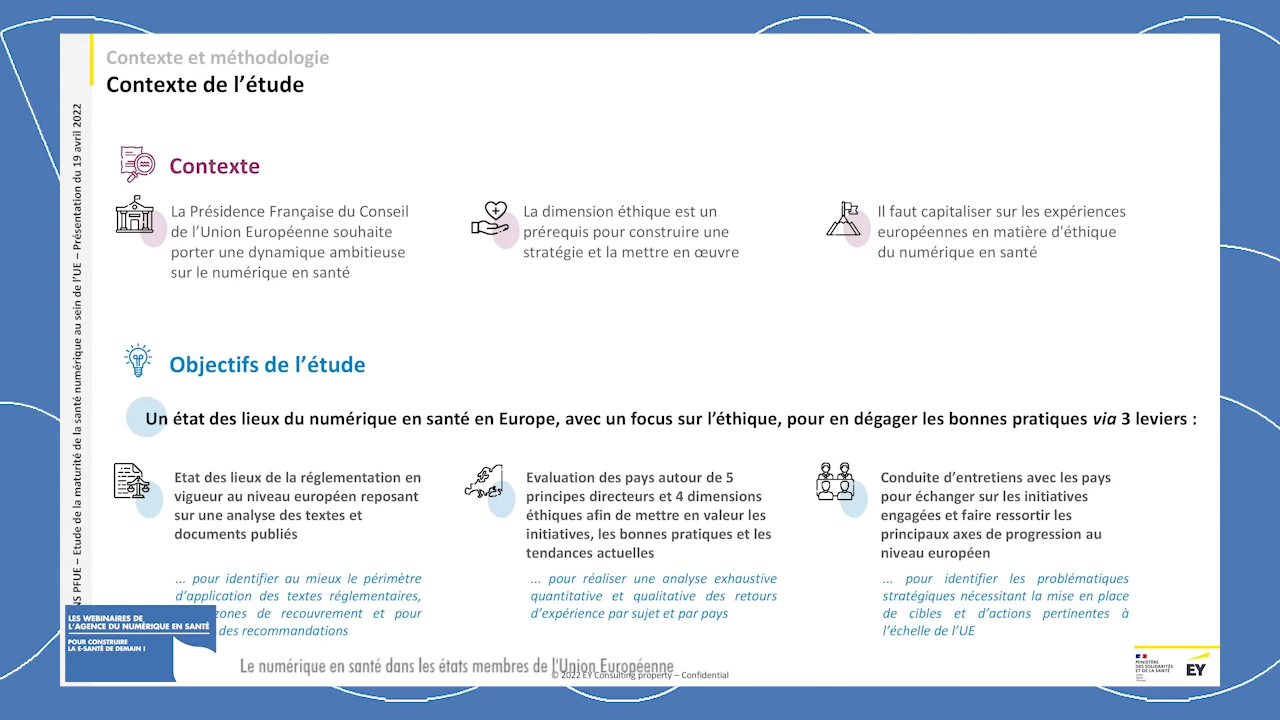 Contexte et méthodologie
Contexte de l’étude
NS PFUE – Etude de la maturité de la santé numérique au sein de l’UE – Présentation du 19 avril 2022
Contexte
La Présidence Française du Conseil
de l’Union Européenne souhaite
porter une dynamique ambitieuse
sur le numérique en santé
La dimension éthique est un
prérequis pour construire une
stratégie et la mettre en œuvre
Il faut capitaliser sur les expériences
européennes en matière d'éthique
du numérique en santé
Objectifs de l’étude
Un état des lieux du numérique en santé en Europe, avec un focus sur l’éthique, pour en dégager les bonnes pratiques via 3 leviers :
Etat des lieux de la réglementation en
vigueur au niveau européen reposant
sur une analyse des textes et
documents publiés
... pour identifier au mieux le périmètre
d’application des textes réglementaires,
zones de recouvrement et pour
des recommandations
Evaluation des pays autour de 5
principes directeurs et 4 dimensions
éthiques afin de mettre en valeur les
initiatives, les bonnes pratiques et les
tendances actuelles
... pour réaliser une analyse exhaustive
quantitative et qualitative des retours
d’expérience par sujet et par pays
Conduite d’entretiens avec les pays
pour échanger sur les initiatives
engagées et faire ressortir les
principaux axes de progression au
niveau européen
... pour identifier les problématiques
stratégiques nécessitant la mise en place
de cibles et d’actions pertinentes à
l’échelle de l’UE
LES WEBINAIRES DE
L’AGENCE DU NUMÉRIQUE EN SANTÉ
POUR CONSTRUIRE
LA E-SANTÉ DE DEMAIN !
Le numérique en santé dans les états membres de l'Union Européenne
© 2022 EY Consulting property – Confidential
MINISTÈRE
DES SOLIDARITÉS
ET DE LA SANTÉ
EY